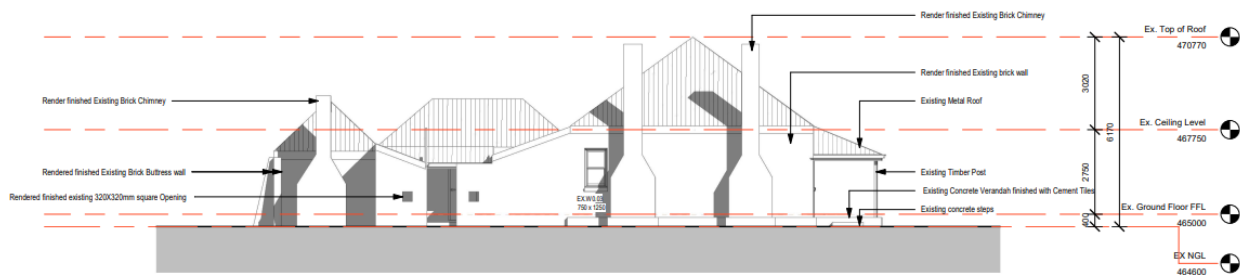 Render finished Existing Brick Chimney
Ex. Top of Roof
470770
3020
Render finished Existing brick wall
Render finished Existing Brick Chimney
Existing Metal Roof
Ex. Ceiling Level
467750
6170
2750
Rendered finished Existing Brick Buttress wall
Existing Timber Post
Existing Concrete Verandah finished with Cement Tiles
Rendered finished existing 320X320mm square Opening
EX.W0.03
750 x 1250
Existing concrete steps
Ex. Ground Floor FFL
465000
400
EX NGL
464600